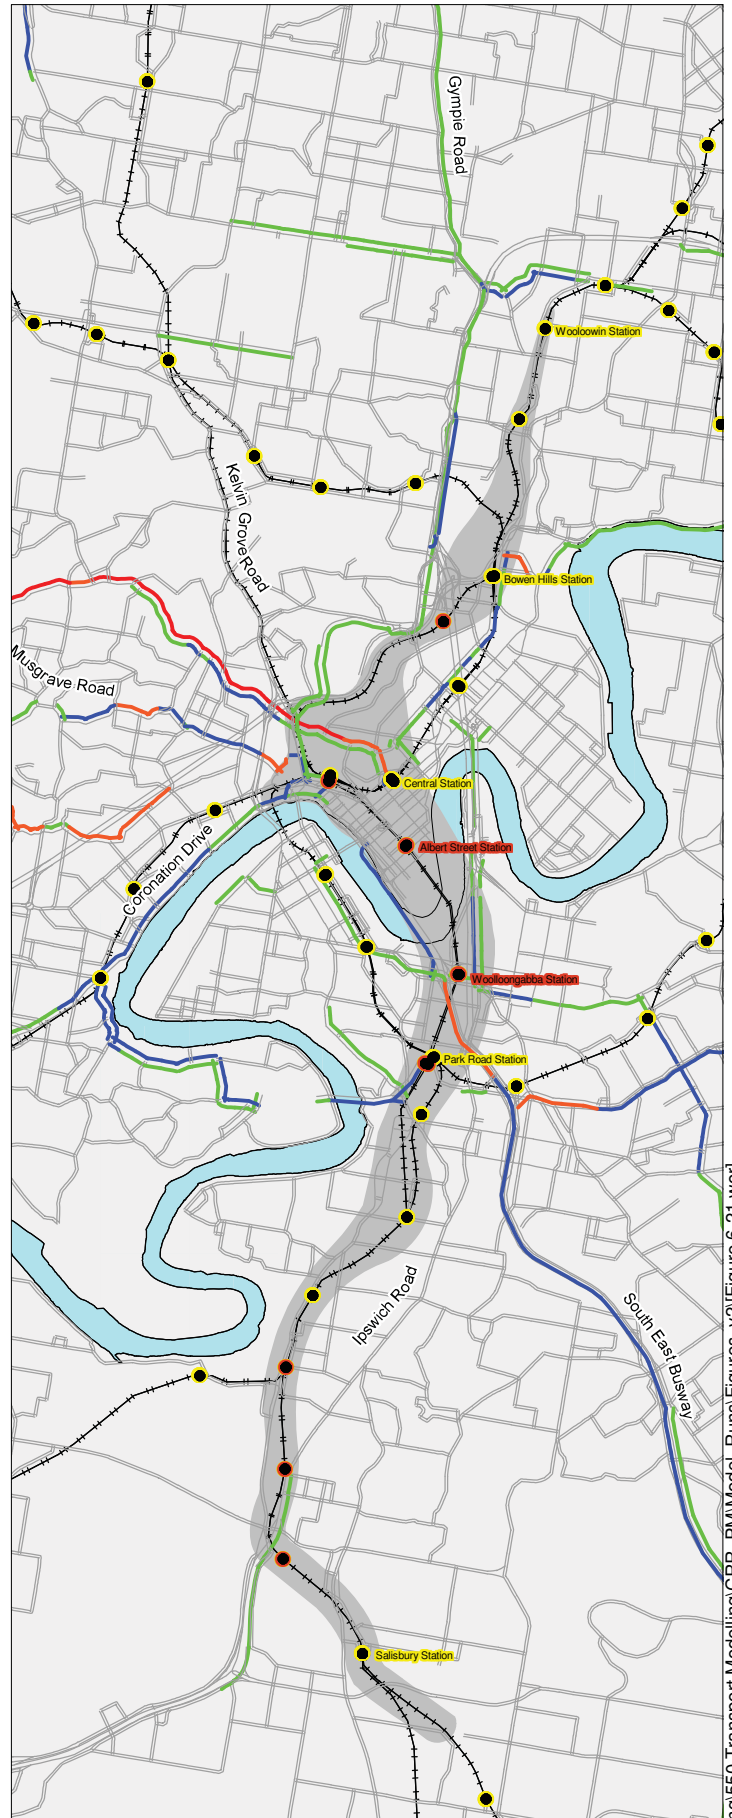 Gympie Road
Wooloowin Station
Kelvin Grove Road
Bowen Hills Station
Musgrave Road
Central Station
Coronation Drive
Albert Street Station
Woolloongabba Station
Park Road Station
Ipswich Road
South East Busway
Salisbury Station